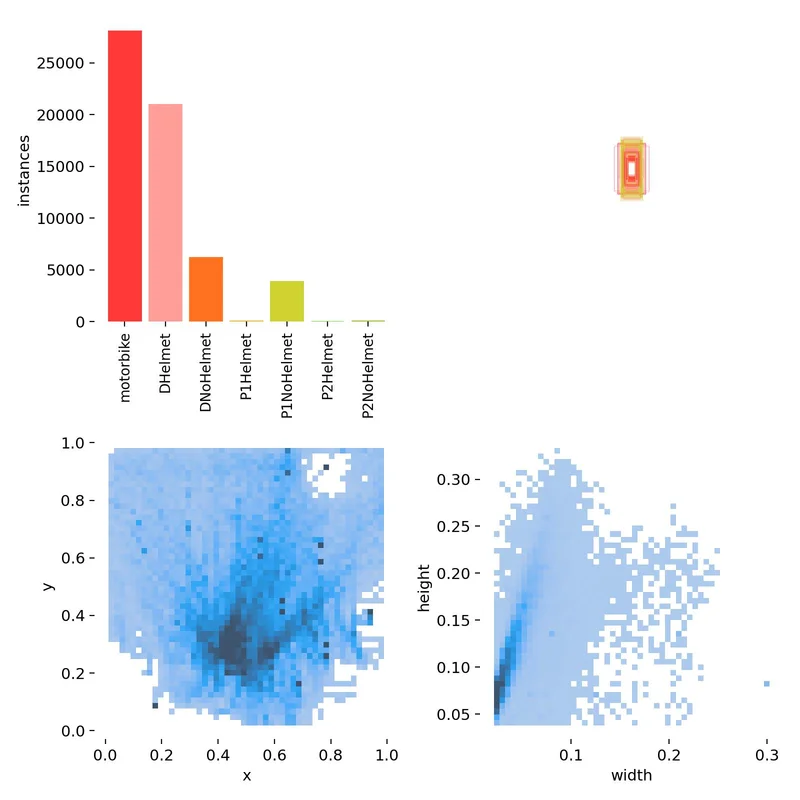 25000
20000
15000
10000
5000
0
instances
motorbike
DHelmet
DNoHelmet
P1Helmet
P1NoHelmet
P2Helmet
P2NoHelmet
1.0
0.8
0.6
0.4
0.2
0.0
y
0.0 0.2 0.4 0.6 0.8 1.0
x
0.30
0.25
0.20
0.15
0.10
0.05
height
0.1 0.2 0.3
width